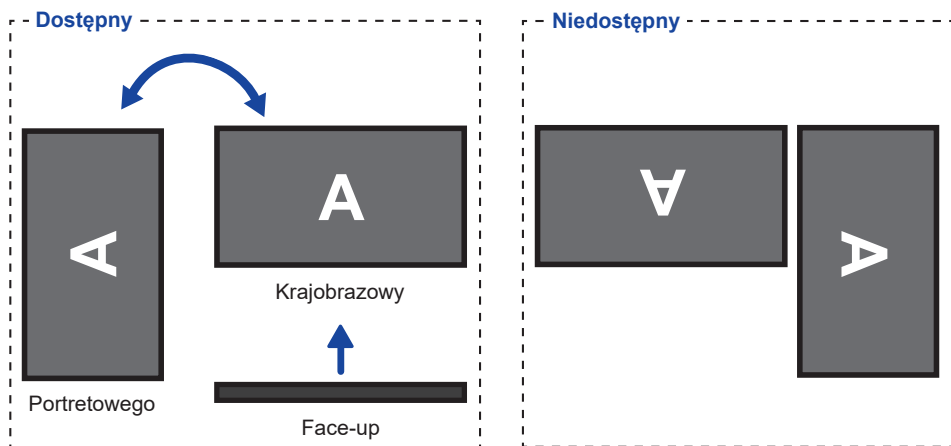 Dostępny
Niedostępny
A
A
A
A
Krajobrazowy
Portretowego
Face-up